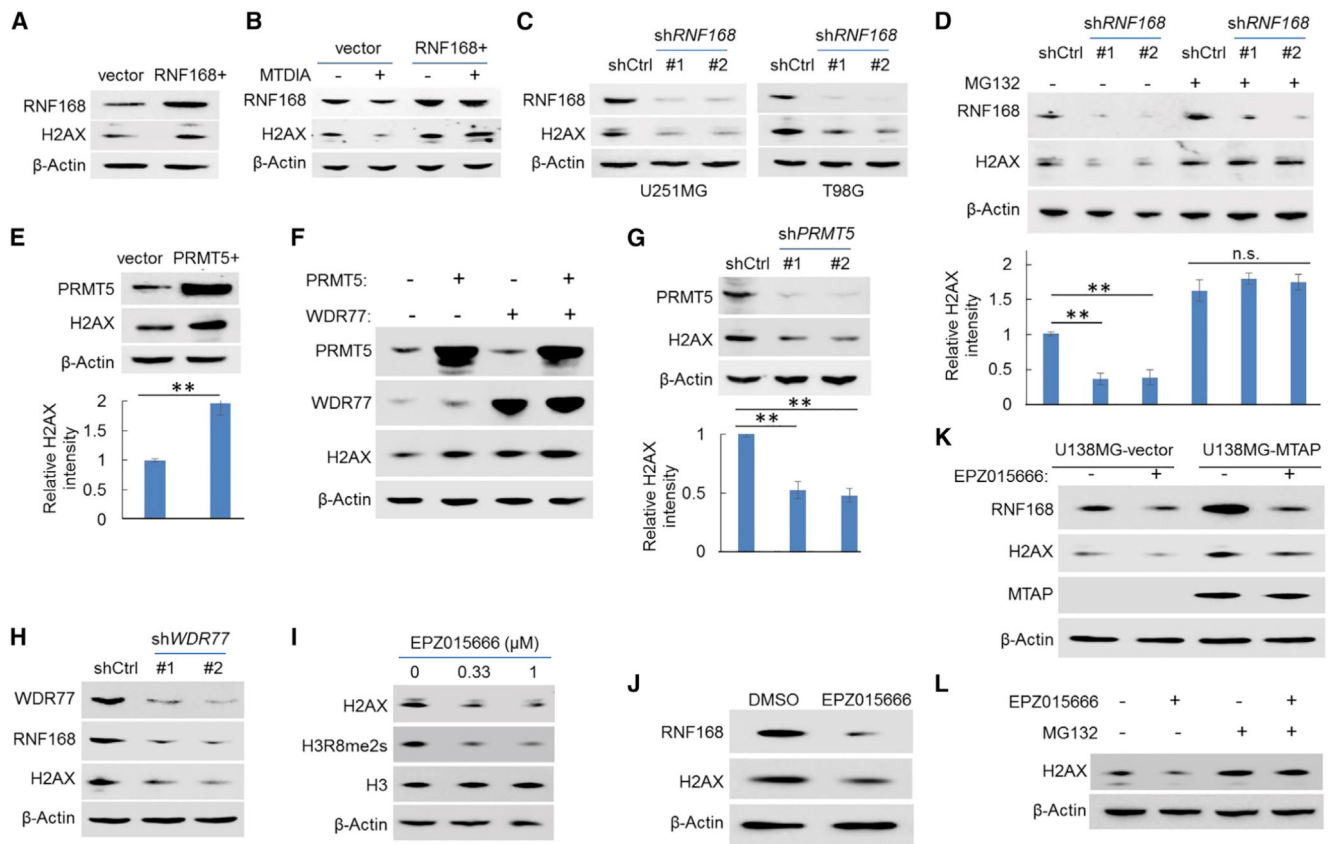 A
vector RNF168+
RNF168
H2AX
β-Actin
B
vector RNF168+
MTDIA - + - +
RNF168
H2AX
β-Actin
C
shRNF168 shRNF168
shCtrl #1 #2 shCtrl #1 #2
RNF168
H2AX
β-Actin
U251MG T98G
D
shRNF168 shRNF168
shCtrl #1 #2 shCtrl #1 #2
MG132 - - - + + +
RNF168
H2AX
β-Actin
n.s.
**
**
Relative H2AX
intensity
2
1.5
1
0.5
0
E
vector PRMT5+
PRMT5
H2AX
β-Actin
**
Relative H2AX
intensity
2
1
0.5
0
F
PRMT5: - + - +
WDR77: - - + +
PRMT5
WDR77
H2AX
β-Actin
G
shPRMT5
shCtrl #1 #2
PRMT5
H2AX
β-Actin
**
**
Relative H2AX
intensity
1
0.5
0
H
shWDR77
shCtrl #1 #2
WDR77
RNF168
H2AX
β-Actin
I
EPZ015666 (μM)
0 0.33 1
H2AX
H3R8me2s
H3
β-Actin
J
DMSO EPZ015666
RNF168
H2AX
β-Actin
K
U138MG-vector U138MG-MTAP
EPZ015666: - + - +
RNF168
H2AX
MTAP
β-Actin
L
EPZ015666 - + - +
MG132 - - + +
H2AX
β-Actin